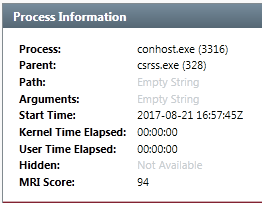 Process Information
Process: conhost.exe (3316)
Parent: csrss.exe (328)
Path: Empty String
Arguments: Empty String
Start Time: 2017-08-21 16:57:45Z
Kernel Time Elapsed: 00:00:00
User Time Elapsed: 00:00:00
Hidden: Not Available
MRI Score: 94